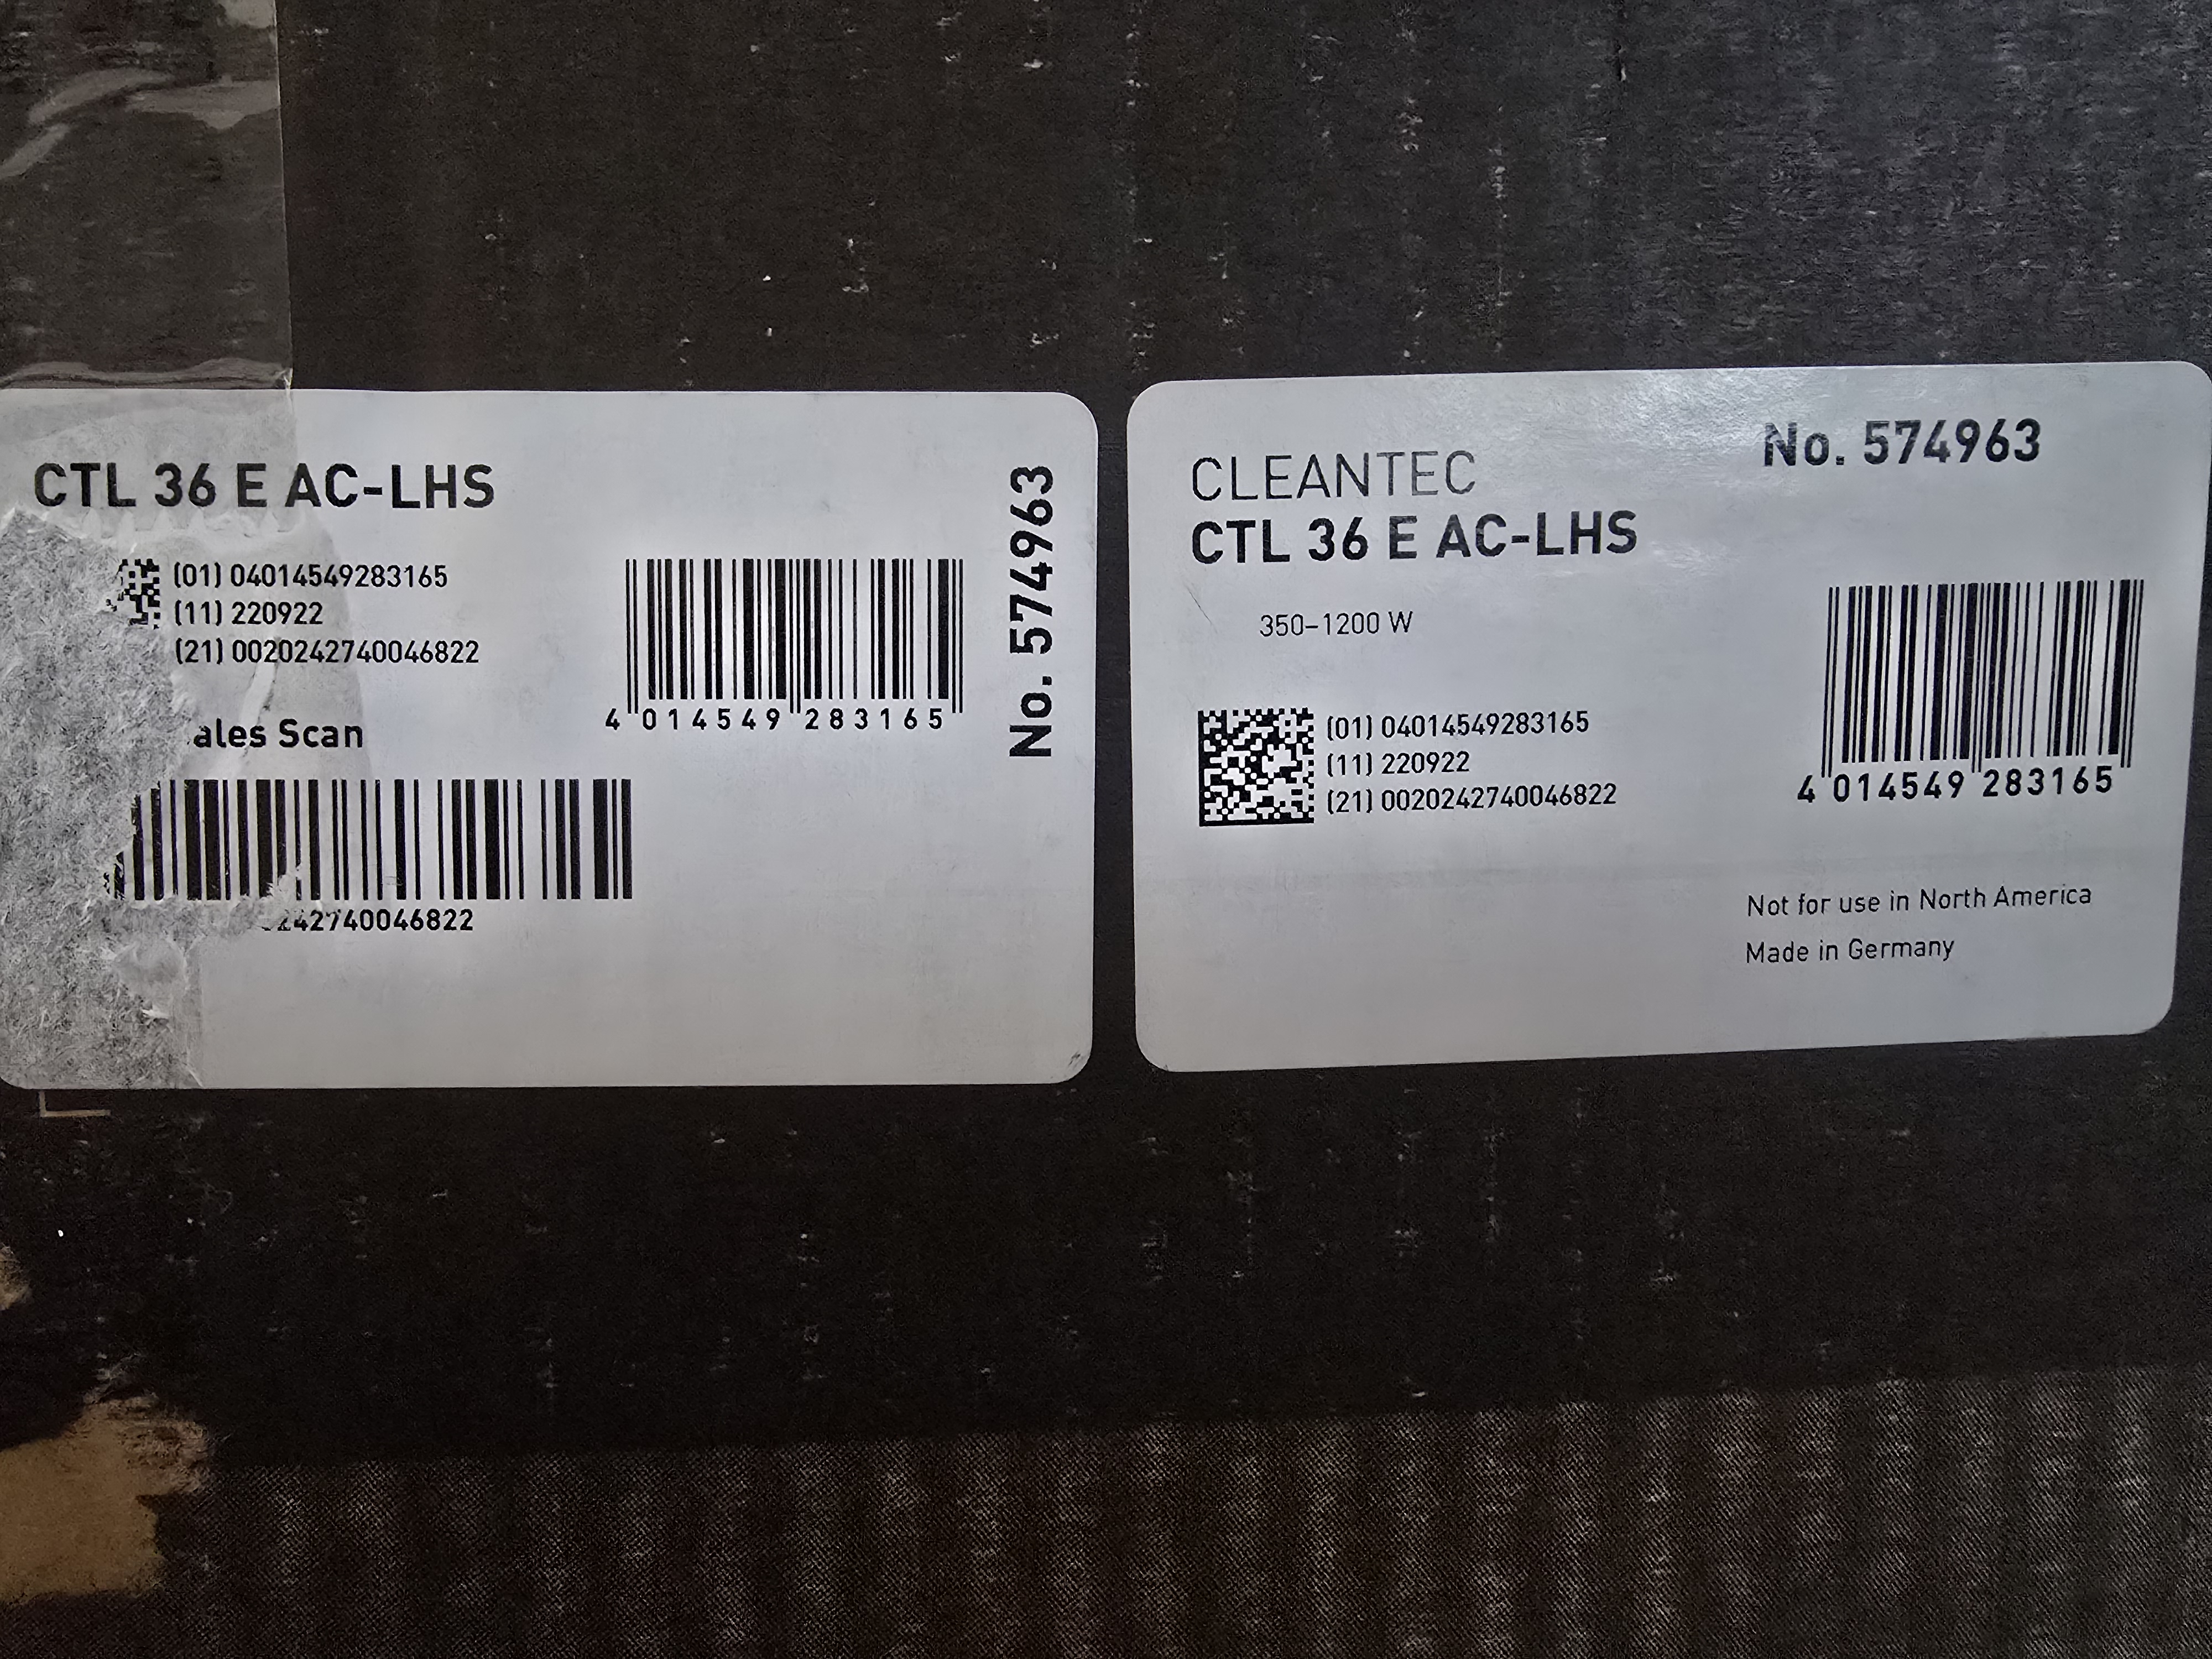 CTL 36 E AC-LHS
(01) 04014549283165
(11) 220922
(21) 0020242740046822
4 014549 283165
No. 574963
ales Scan
242740046822
CLEANTEC
CTL 36 E AC-LHS
No. 574963
350–1200 W
(01) 04014549283165
(11) 220922
(21) 0020242740046822
4 014549 283165
Not for use in North America
Made in Germany